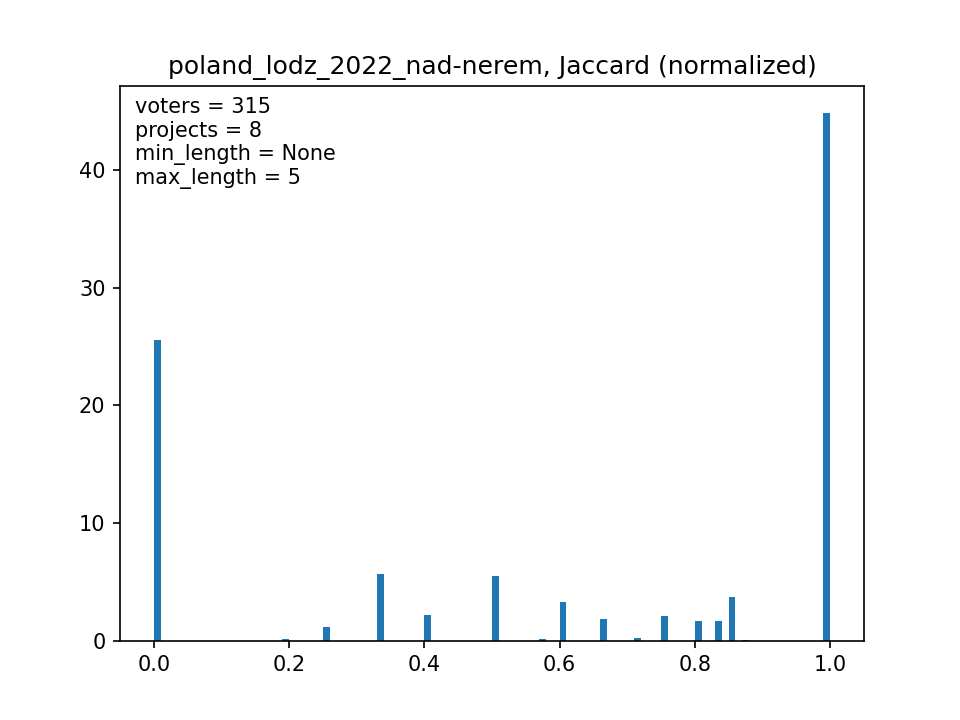 poland_lodz_2022_nad-nerem, Jaccard (normalized)
voters = 315
projects = 8
min_length = None
max_length = 5
40
30
20
10
0
0.0 0.2 0.4 0.6 0.8 1.0